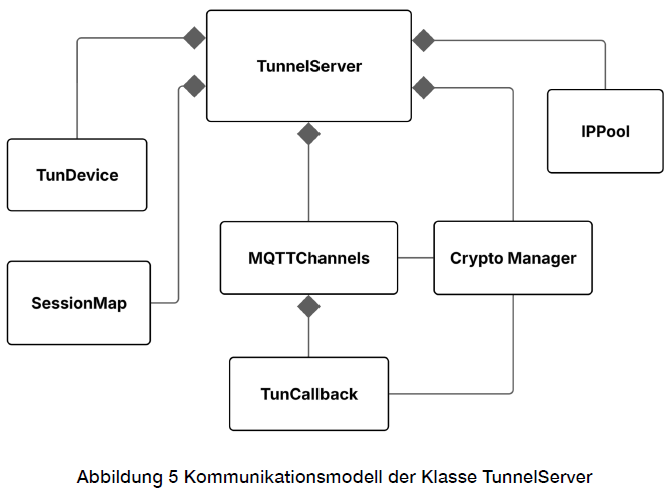 TunnelServer
IPPool
TunDevice
MQTTChannels
Crypto Manager
SessionMap
TunCallback
Abbildung 5 Kommunikationsmodell der Klasse TunnelServer